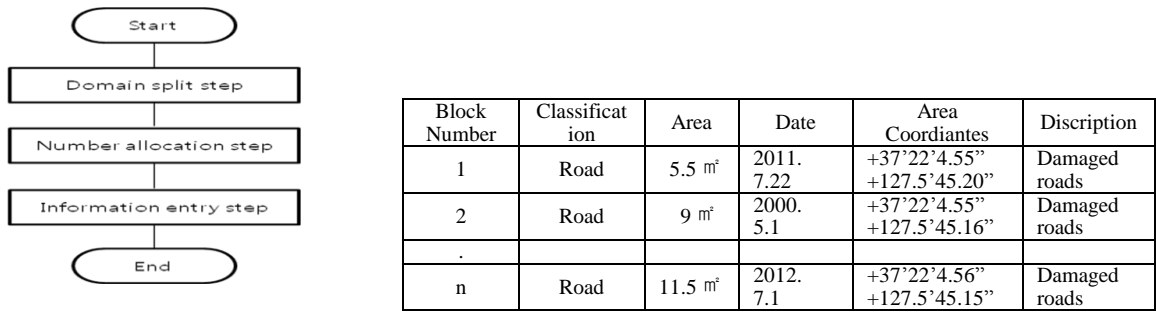 Start
Domain split step
Number allocation step
Information entry step
End
Block Classificat Area Date Area Discription
Number ion Coordiantes
1 Road 5.5 ㎡ 2011. +37’22’4.55” Damaged
7.22 +127.5’45.20” roads
2 Road 9 ㎡ 2000. +37’22’4.55” Damaged
5.1 +127.5’45.16” roads
.
n Road 11.5 ㎡ 2012. +37’22’4.56” Damaged
7.1 +127.5’45.15” roads